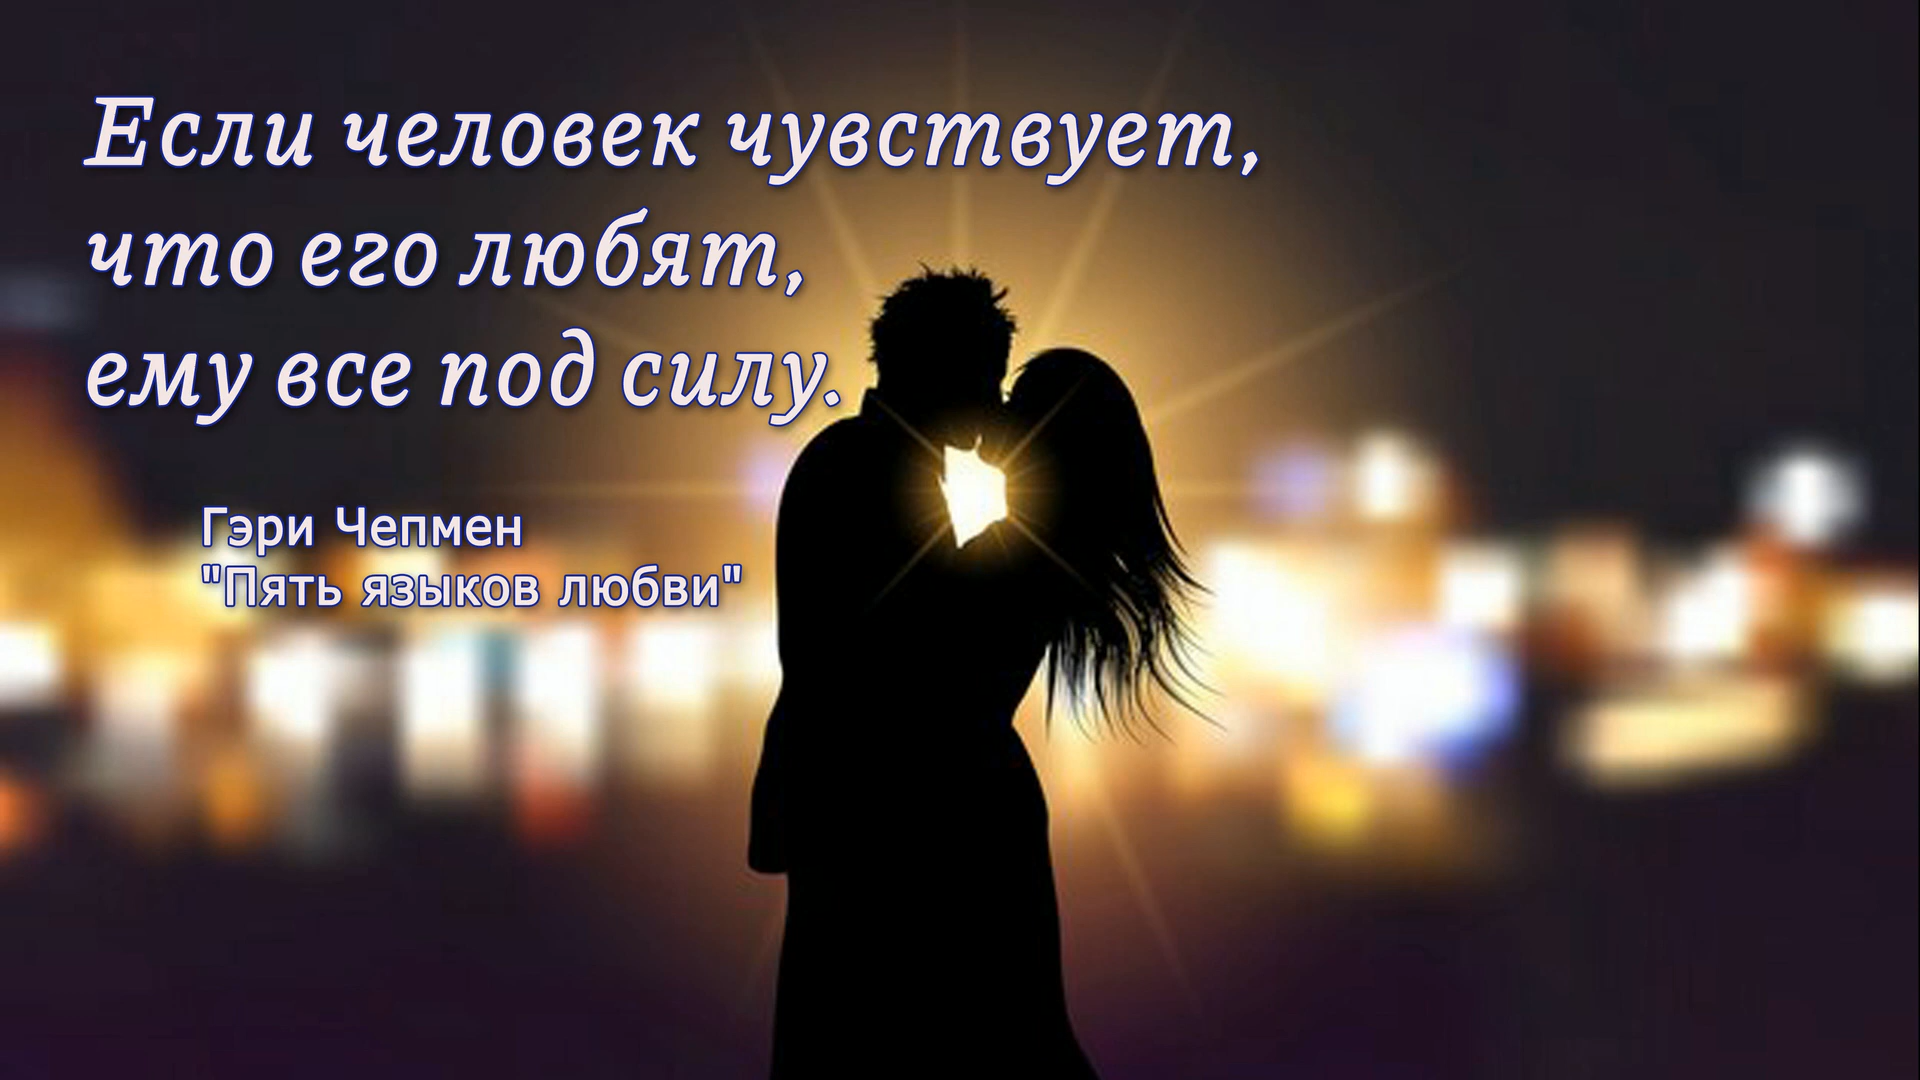 Если человек чувствует,
что его любят,
ему все под силу.
Гэри Чепмен
"Пять языков любви"